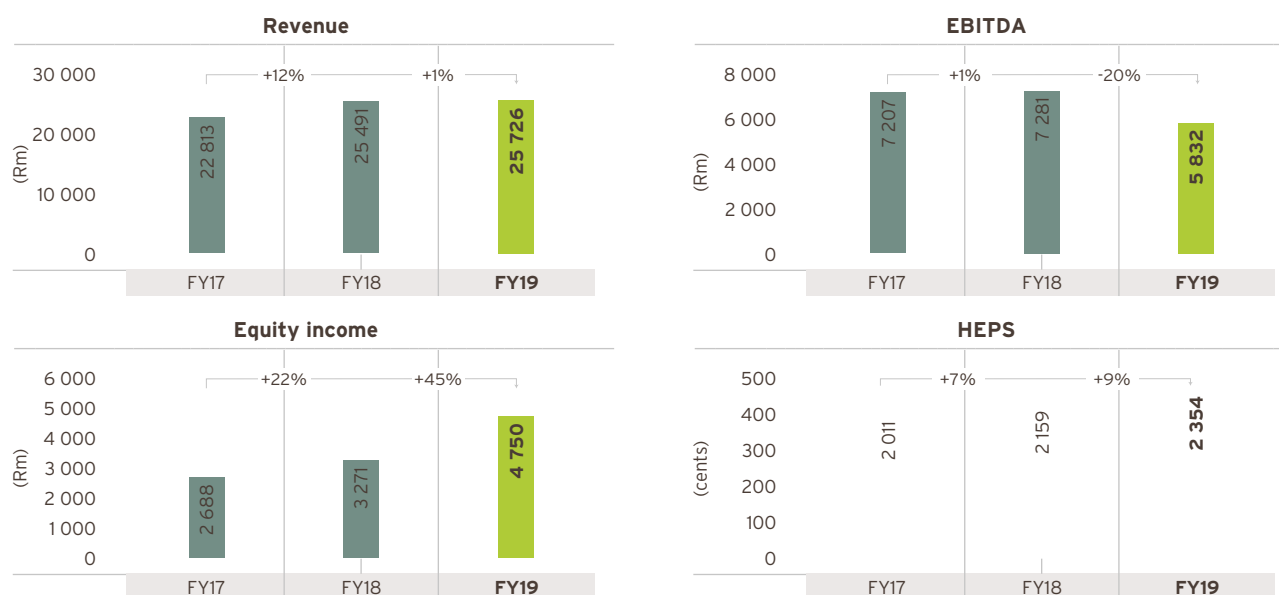 Revenue
30 000
20 000
10 000
0
(Rm)
+12%
+1%
22 813
25 491
25 726
FY17
FY18
FY19
EBITDA
8 000
6 000
4 000
2 000
0
(Rm)
+1%
-20%
7 207
7 281
5 832
FY17
FY18
FY19
Equity income
6 000
5 000
4 000
3 000
2 000
1 000
0
(Rm)
+22%
+45%
2 688
3 271
4 750
FY17
FY18
FY19
HEPS
500
400
300
200
100
0
(cents)
+7%
+9%
2 011
2 159
2 354
FY17
FY18
FY19